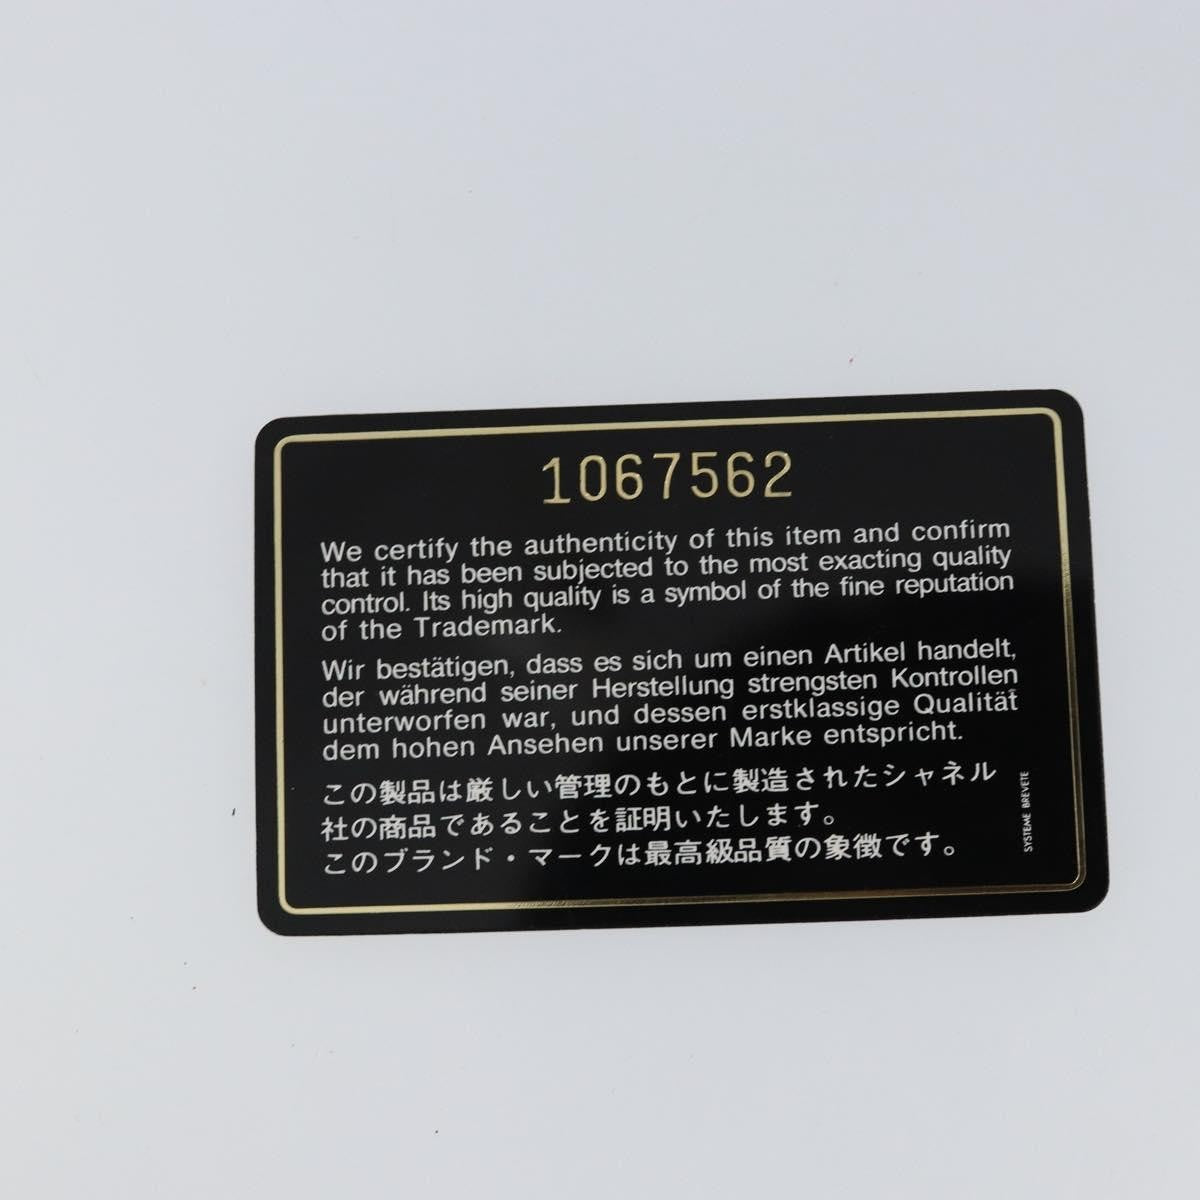 1067562
We certify the authenticity of this item and confirm
that it has been subjected to the most exacting quality
control. Its high quality is a symbol of the fine reputation
of the Trademark.
Wir bestätigen, dass es sich um einen Artikel handelt,
der während seiner Herstellung strengsten Kontrollen
unterworfen war, und dessen erstklassige Qualität
dem hohen Ansehen unserer Marke entspricht.
この製品は厳しい管理のもとに製造されたシャネル
社の商品であることを証明いたします。
このブランド・マークは最高級品質の象徴です。
SYSTEME BREVETE